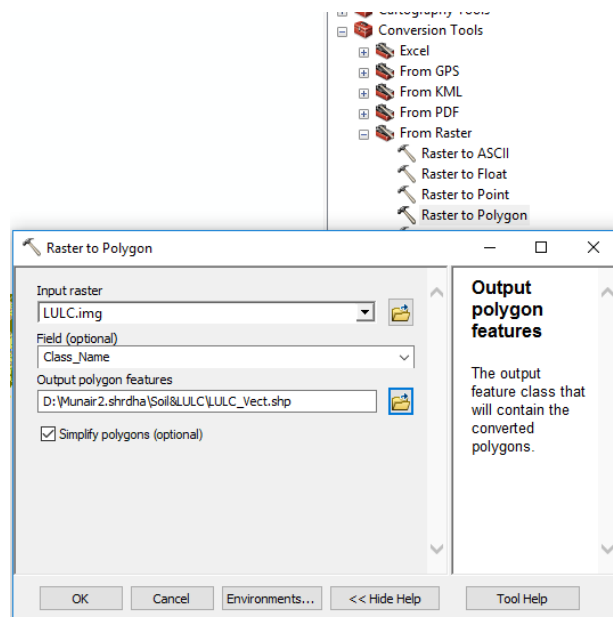 Cartography Tools
Conversion Tools
Excel
From GPS
From KML
From PDF
From Raster
Raster to ASCII
Raster to Float
Raster to Point
Raster to Polygon
Raster to Polygon
Input raster
LULC.img
Field (optional)
Class_Name
Output polygon features
D:\Munair2.shrdha\Soil&LULC\LULC_Vect.shp
Simplify polygons (optional)
Output
polygon
features
The output
feature class that
will contain the
converted
polygons.
OK
Cancel
Environments...
<< Hide Help
Tool Help